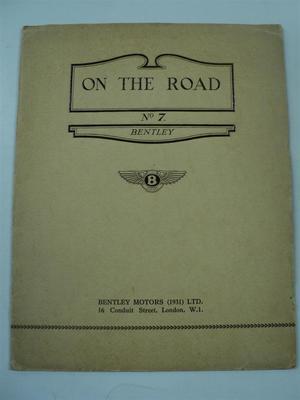 ON THE ROAD
Nº 7.
BENTLEY
B
BENTLEY MOTORS (1931) LTD.
16 Conduit Street, London, W.1.